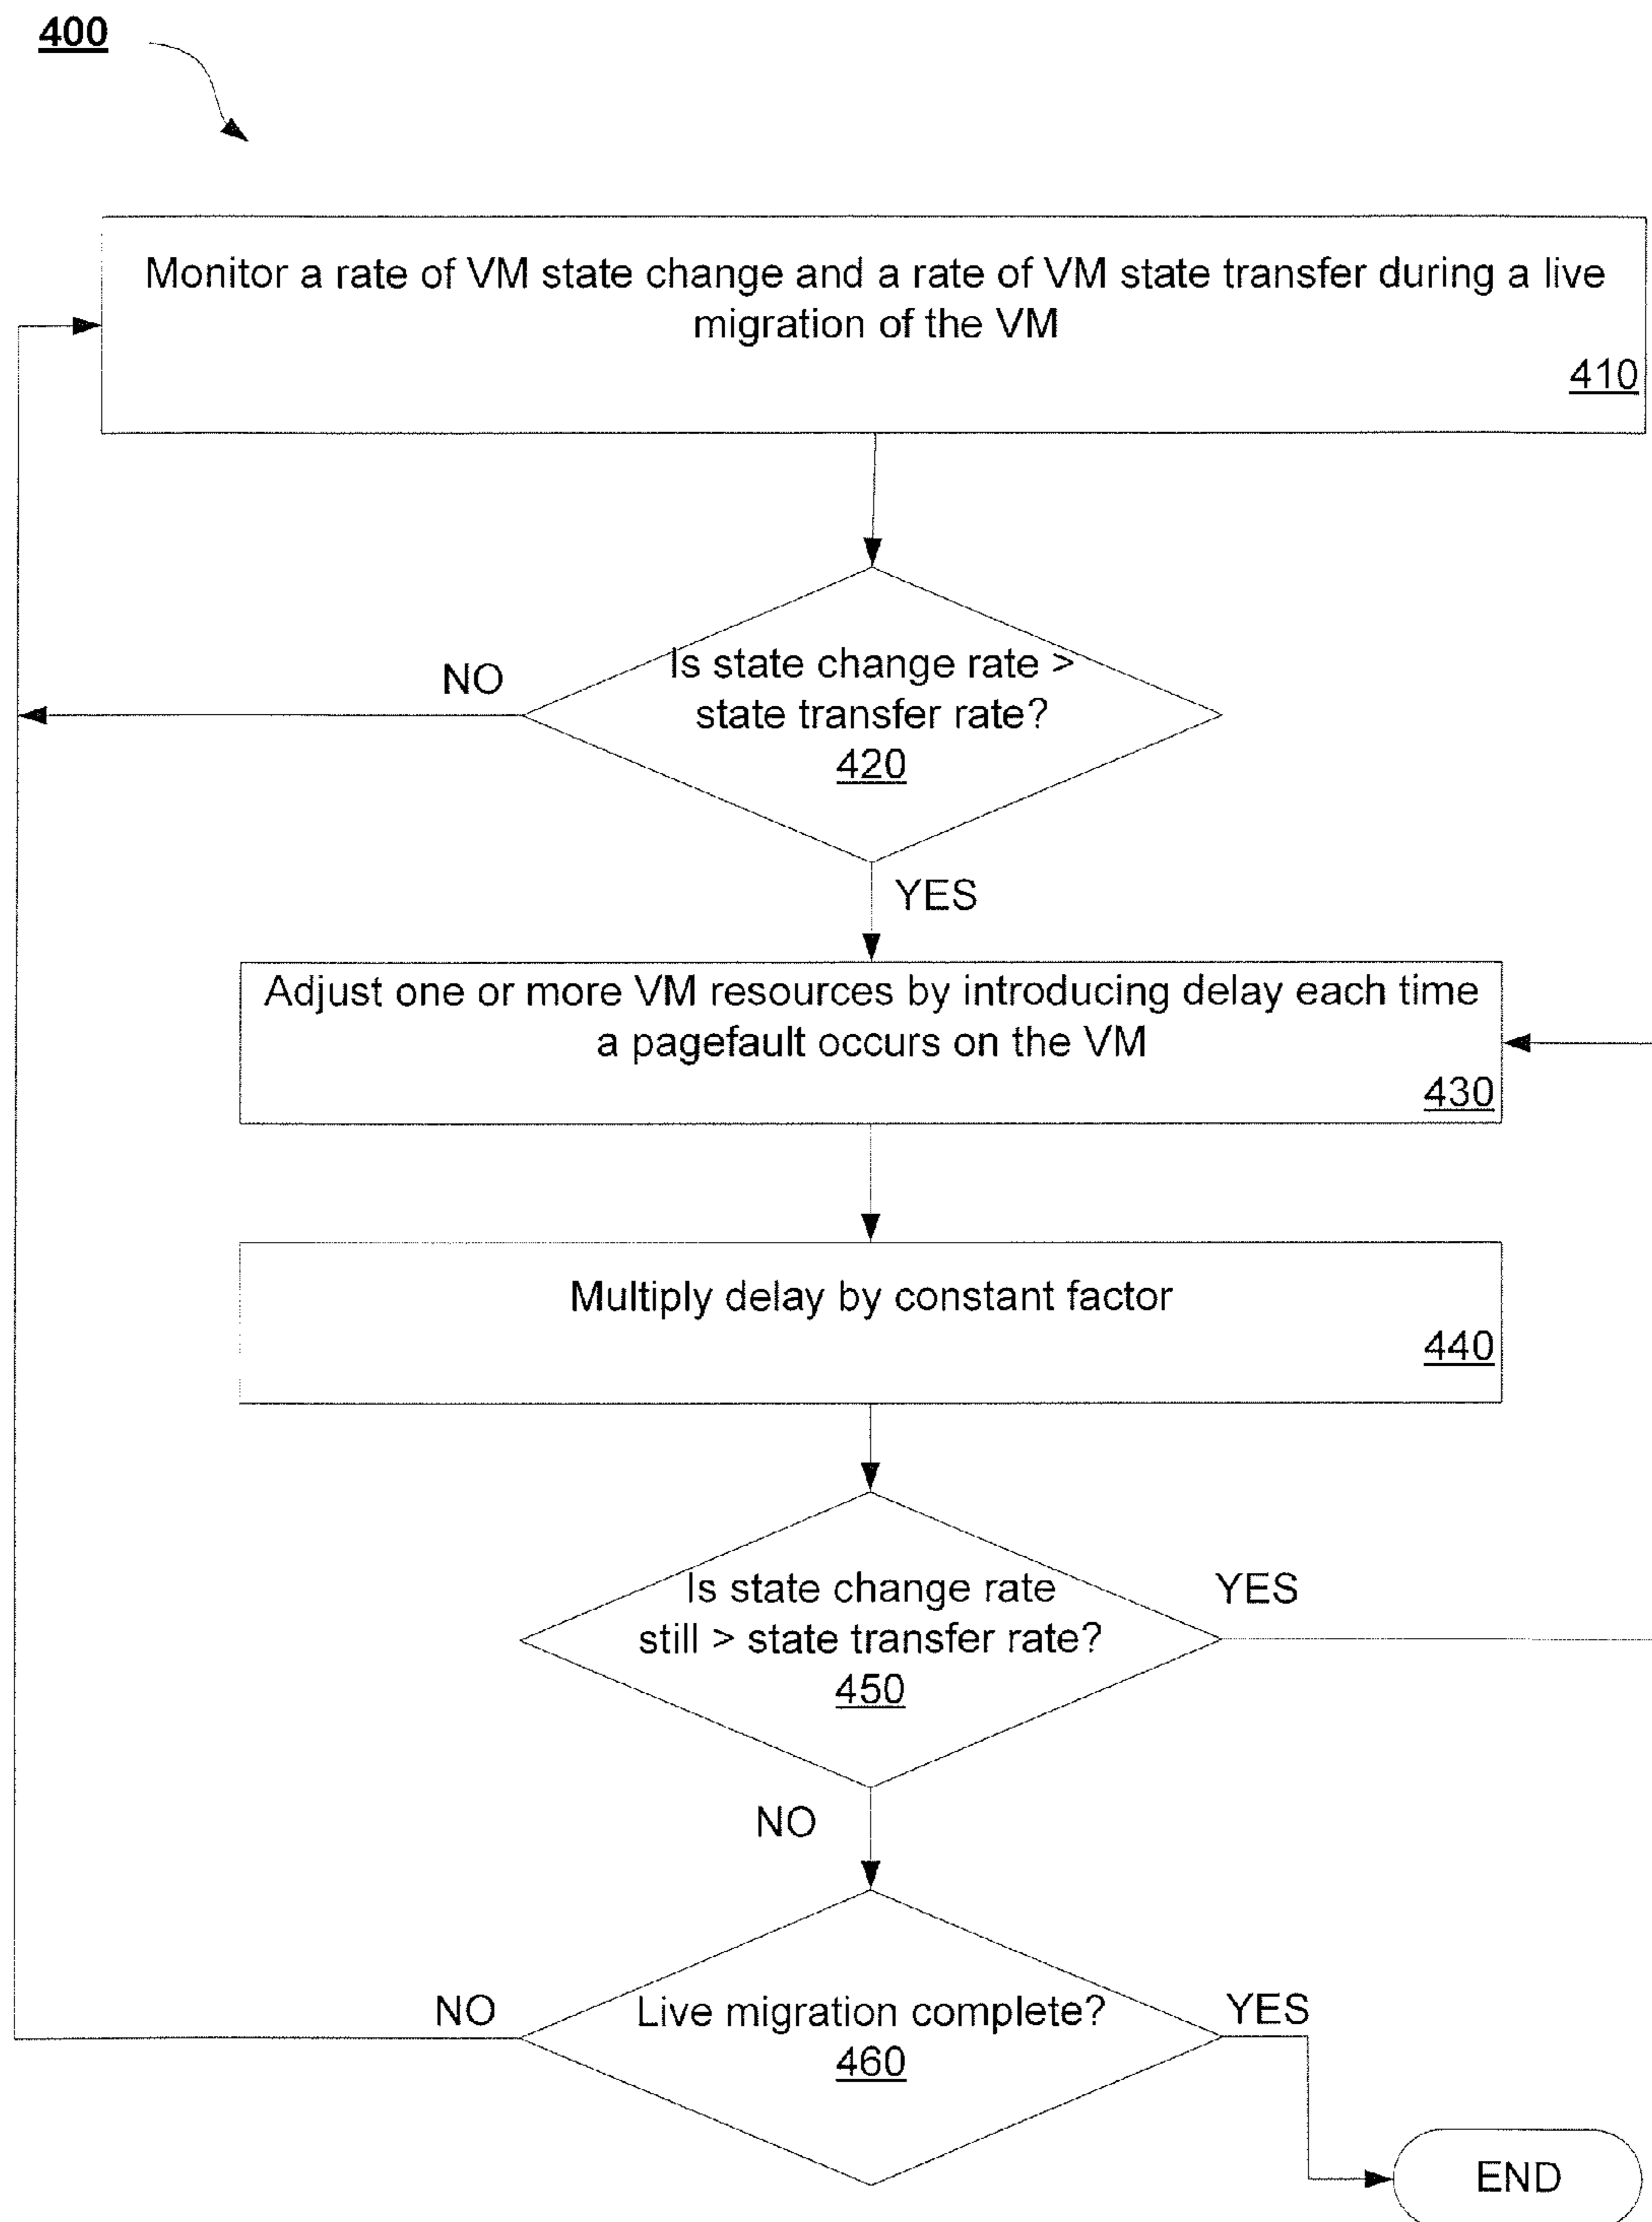 400
Monitor a rate of VM state change and a rate of VM state transfer during a live
migration of the VM
410
Is state change rate >
state transfer rate?
420
NO
YES
Adjust one or more VM resources by introducing delay each time
a pagefault occurs on the VM
430
Multiply delay by constant factor
440
Is state change rate
still > state transfer rate?
450
YES
NO
Live migration complete?
460
NO
YES
END